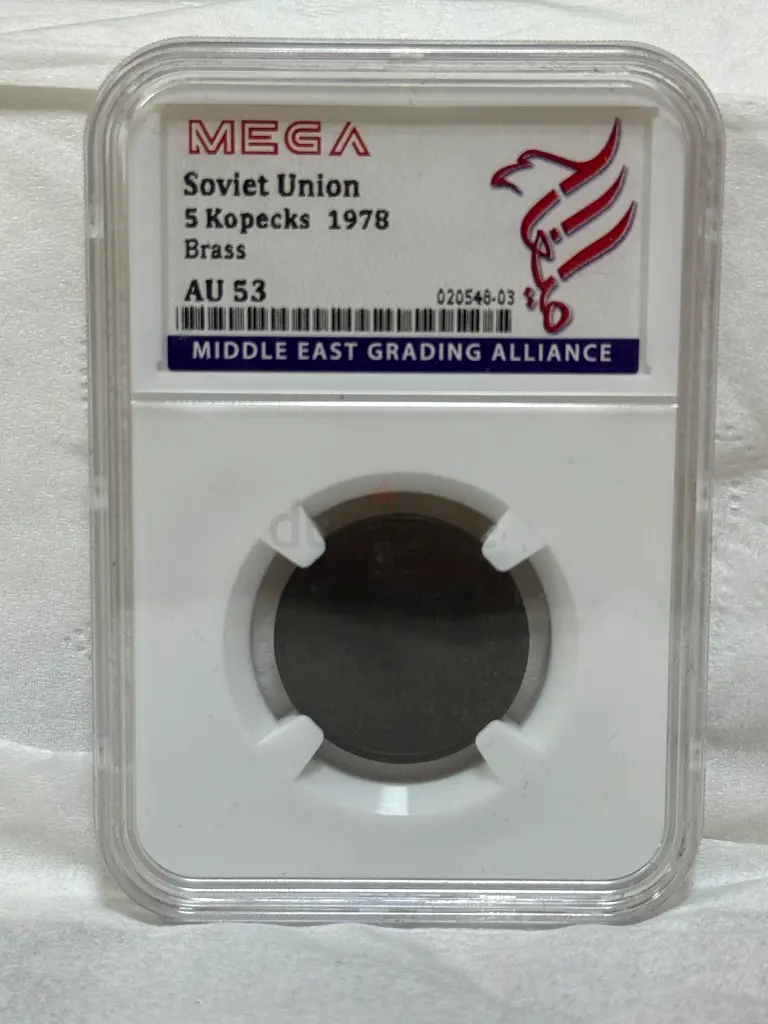 MEGA
Soviet Union
5 Kopecks 1978
Brass
AU 53
020548-03
MIDDLE EAST GRADING ALLIANCE